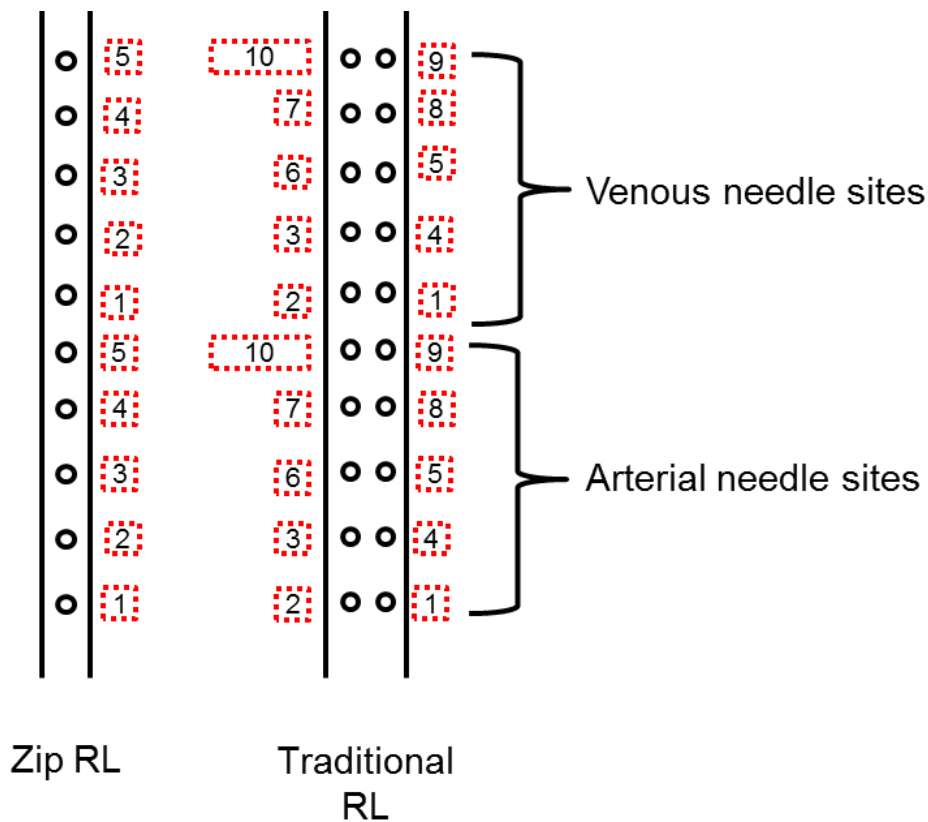 5 10 9
4 7 8
3 6 5
Venous needle sites
2 3 4
1 2 1
5 10 9
4 7 8
3 6 5
Arterial needle sites
2 3 4
1 2 1
Zip RL
Traditional
RL